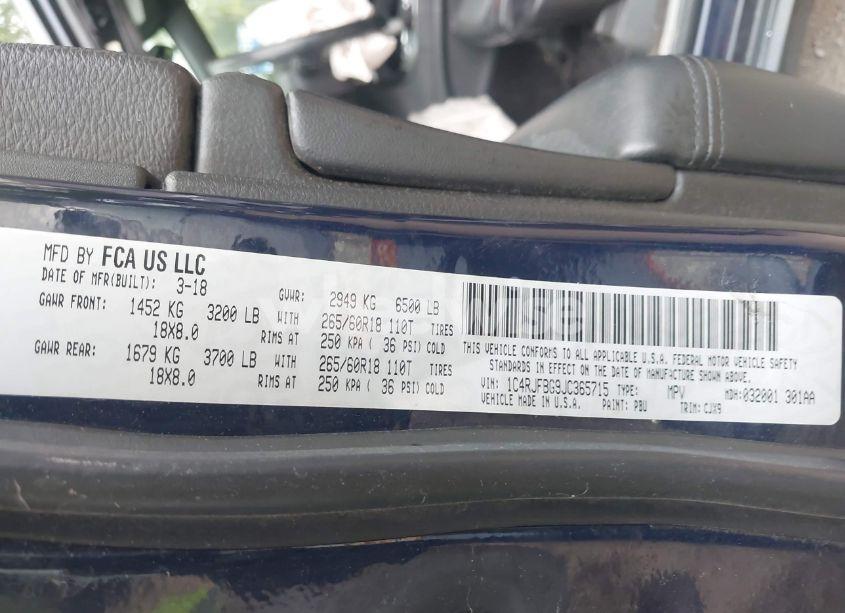 MFD BY FCA US LLC
DATE OF MFR(BUILT): 3-18 GVWR: 2949 KG 6500 LB
GAWR FRONT: 1452 KG 3200 LB WITH 265/60R18 110T TIRES
18X8.0 RIMS AT 250 KPA ( 36 PSI) COLD
GAWR REAR: 1679 KG 3700 LB WITH 265/60R18 110T TIRES
18X8.0 RIMS AT 250 KPA ( 36 PSI) COLD
THIS VEHICLE CONFORMS TO ALL APPLICABLE U.S.A. FEDERAL MOTOR VEHICLE SAFETY
STANDARDS IN EFFECT ON THE DATE OF MANUFACTURE SHOWN ABOVE.
VIN: 1C4RJFBG9JC365715 TYPE: MPV MDH: 032001 301AA
VEHICLE MADE IN U.S.A. PAINT: PBU TRIM: CJX9